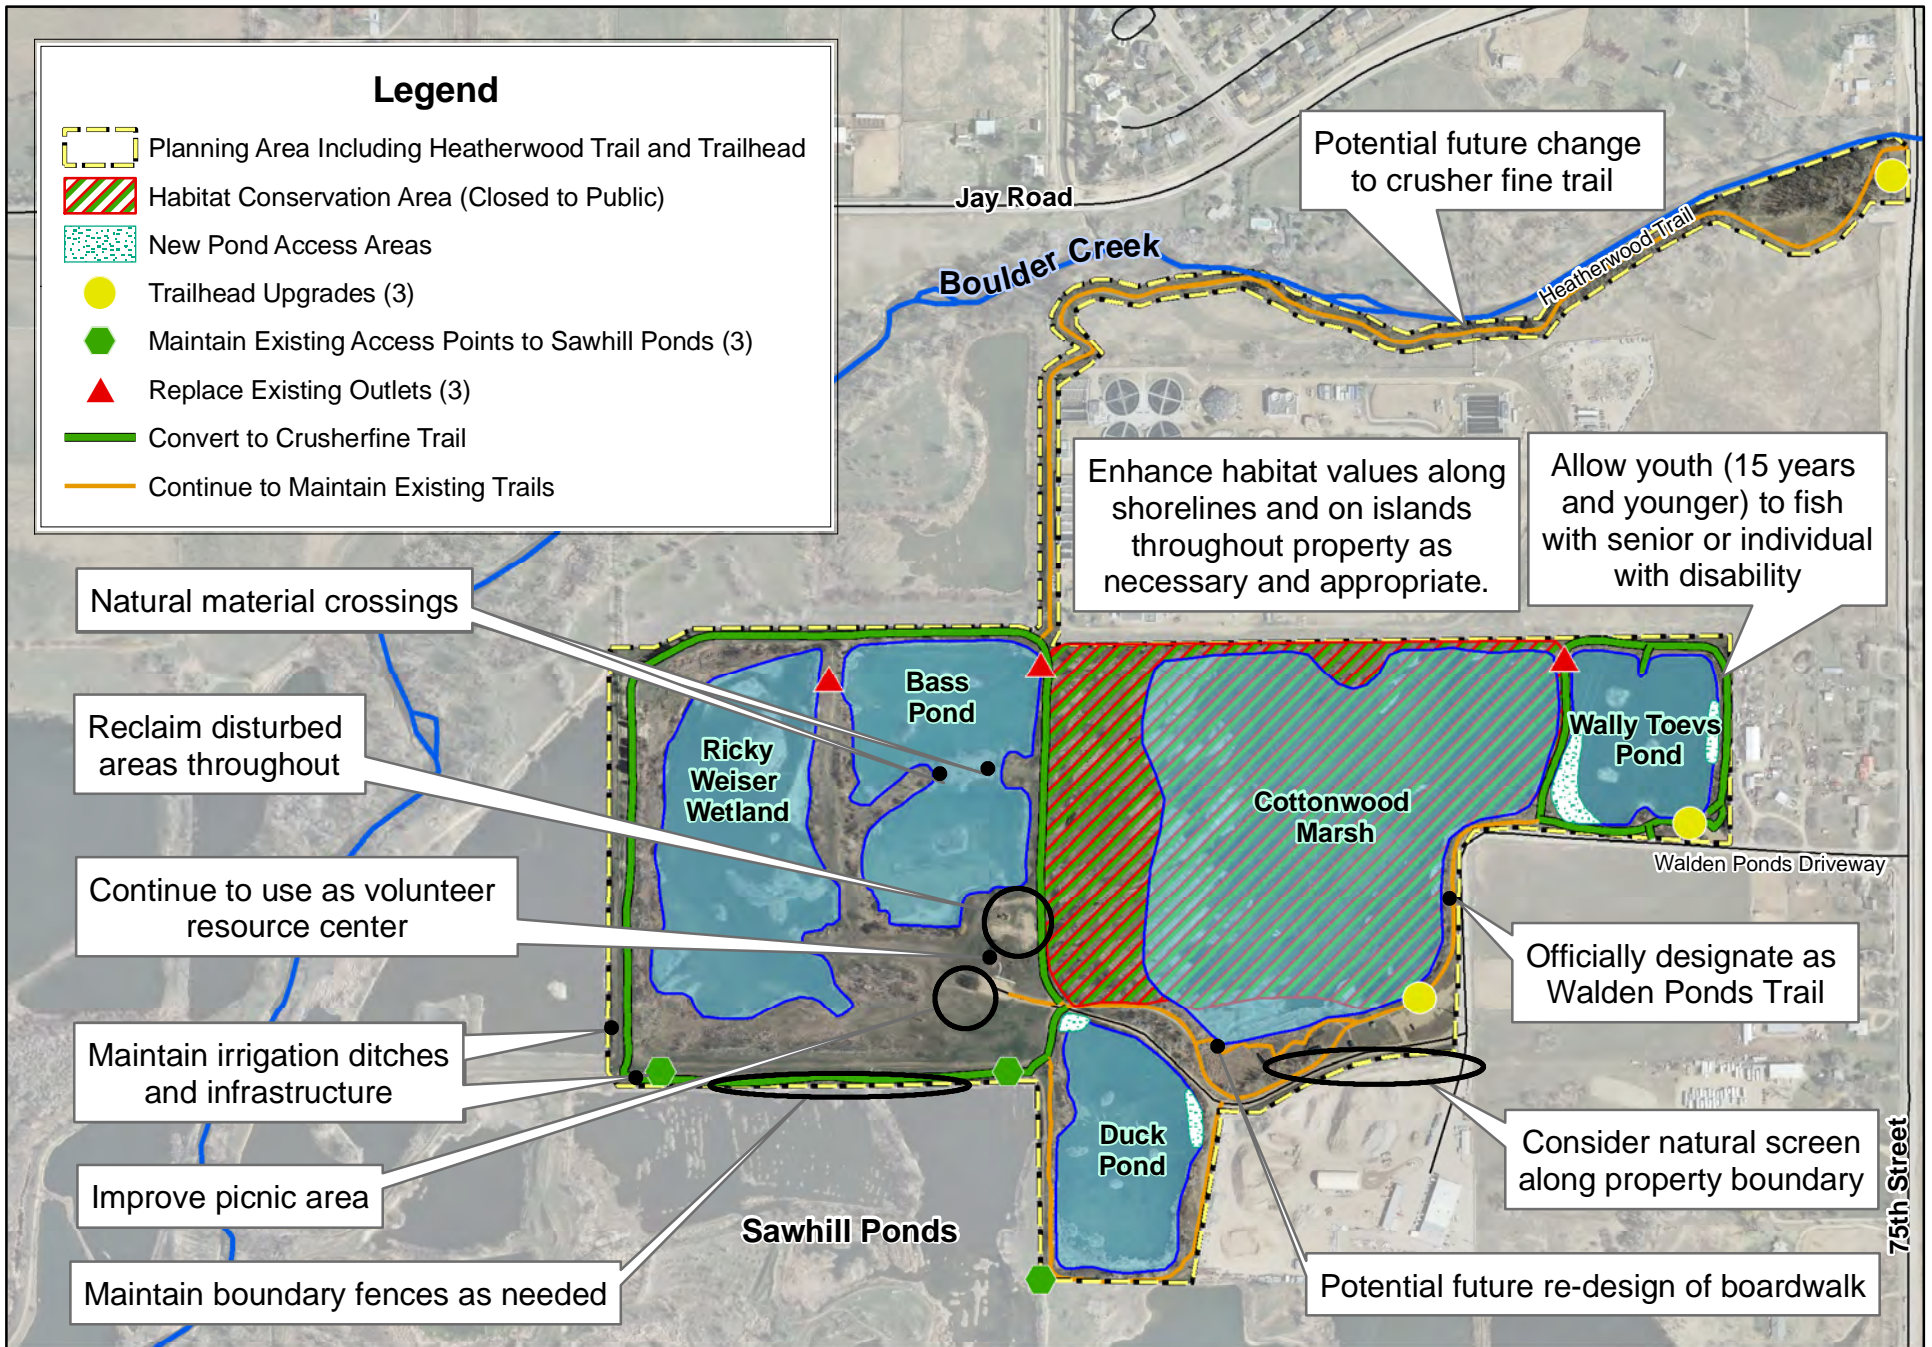 Legend
Planning Area Including Heatherwood Trail and Trailhead
Habitat Conservation Area (Closed to Public)
New Pond Access Areas
Trailhead Upgrades (3)
Maintain Existing Access Points to Sawhill Ponds (3)
Replace Existing Outlets (3)
Convert to Crusherfine Trail
Continue to Maintain Existing Trails
Potential future change
to crusher fine trail
Jay Road
Boulder Creek
Heatherwood Trail
Enhance habitat values along
shorelines and on islands
throughout property as
necessary and appropriate.
Allow youth (15 years
and younger) to fish
with senior or individual
with disability
Natural material crossings
Reclaim disturbed
areas throughout
Continue to use as volunteer
resource center
Maintain irrigation ditches
and infrastructure
Improve picnic area
Maintain boundary fences as needed
Bass
Pond
Ricky
Weiser
Wetland
Cottonwood
Marsh
Wally Toevs
Pond
Walden Ponds Driveway
Officially designate as
Walden Ponds Trail
Duck
Pond
Sawhill Ponds
Consider natural screen
along property boundary
Potential future re-design of boardwalk
75th Street